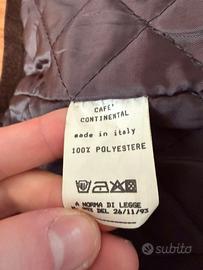 CAFE'
CONTINENTAL
made in italy
100% POLYESTERE
A NORMA DI LEGGE
DEL 26/11/93
subito